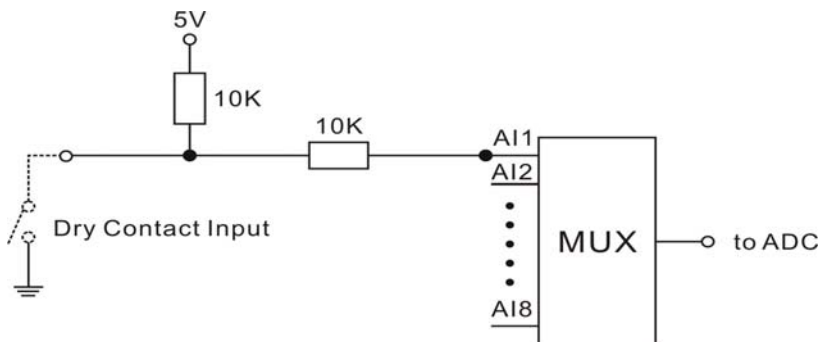 5V
10K
10K
AI1
AI2
Dry Contact Input
MUX
to ADC
AI8